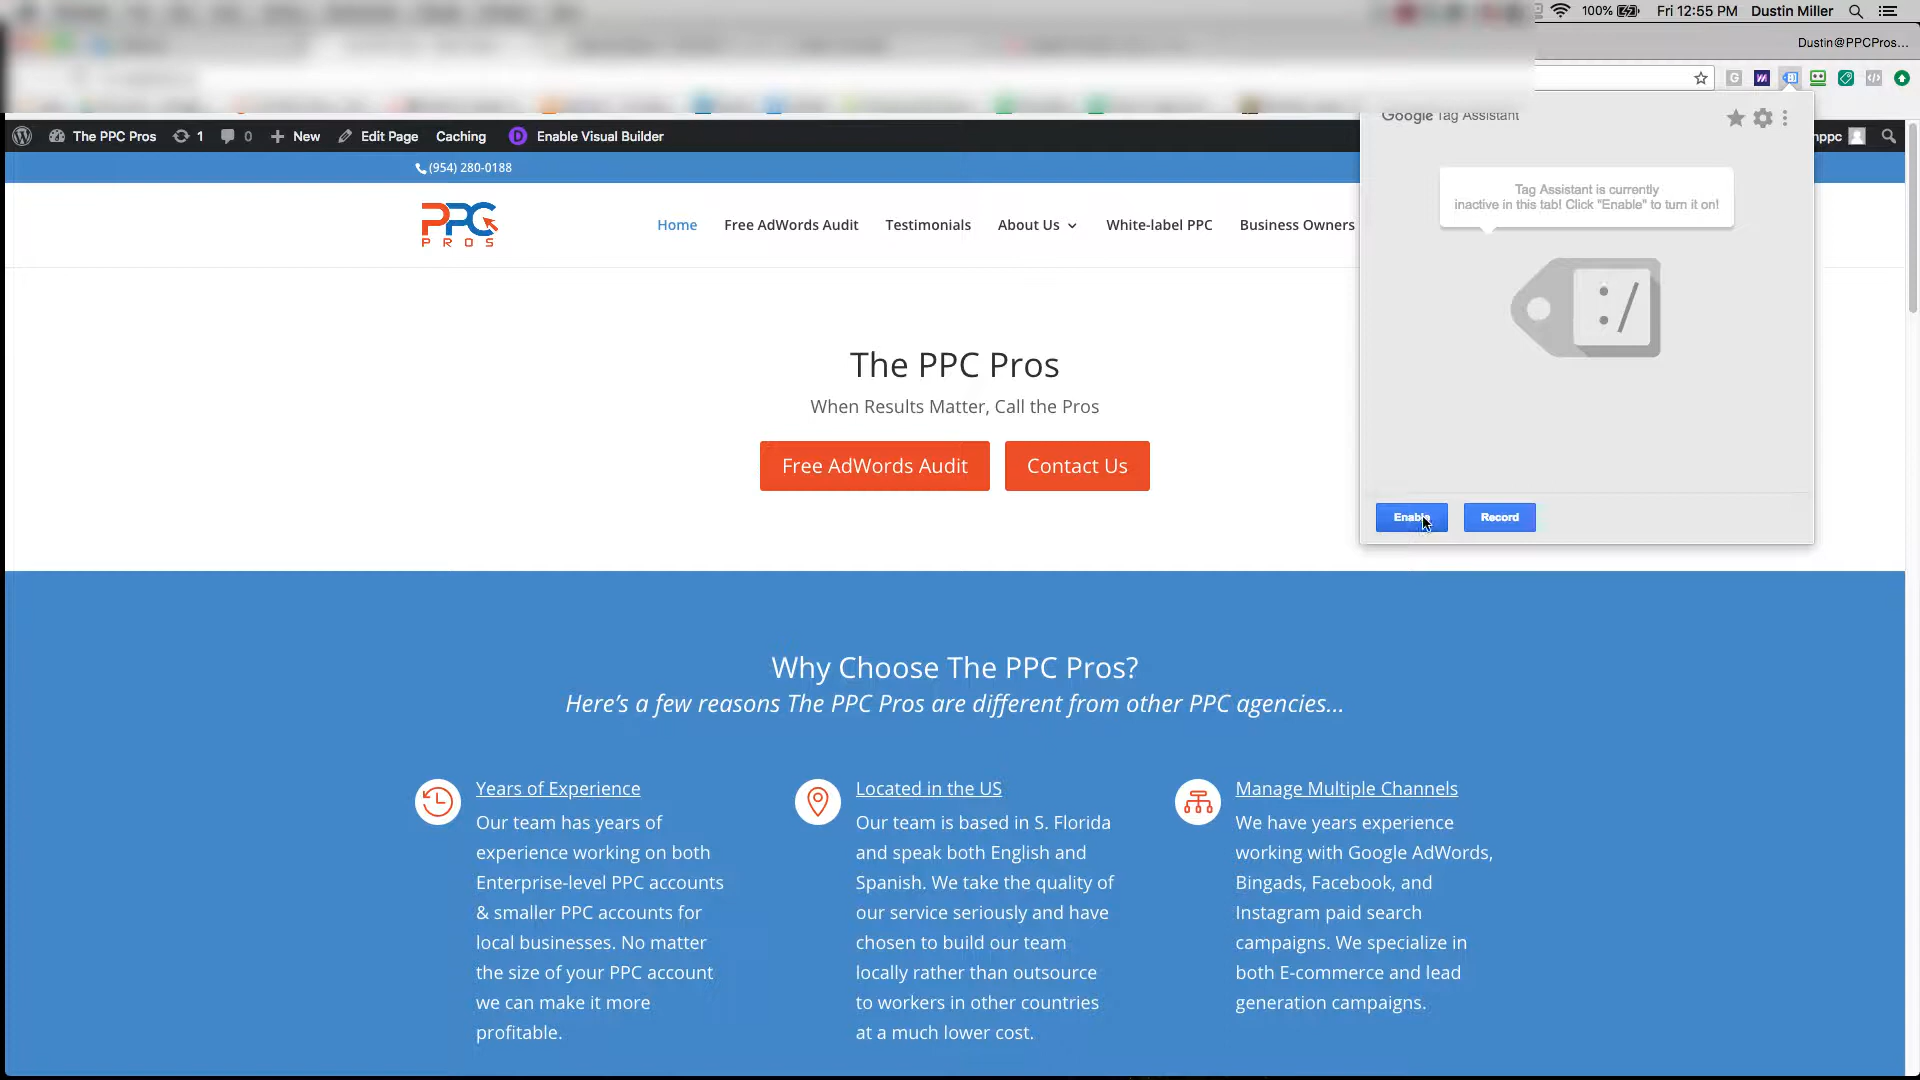 100%
Fri 12:55 PM
Dustin Miller
Dustin@PPCPros...
The PPC Pros
1
0
New
Edit Page
Caching
Enable Visual Builder
(954) 280-0188
PPC
PROS
Home
Free AdWords Audit
Testimonials
About Us
White-label PPC
Business Owners
Google Tag Assistant
Tag Assistant is currently
inactive in this tab! Click "Enable" to turn it on!
:/
Enable
Record
The PPC Pros
When Results Matter, Call the Pros
Free AdWords Audit
Contact Us
Why Choose The PPC Pros?
Here's a few reasons The PPC Pros are different from other PPC agencies...
Years of Experience
Our team has years of
experience working on both
Enterprise-level PPC accounts
& smaller PPC accounts for
local businesses. No matter
the size of your PPC account
we can make it more
profitable.
Located in the US
Our team is based in S. Florida
and speak both English and
Spanish. We take the quality of
our service seriously and have
chosen to build our team
locally rather than outsource
to workers in other countries
at a much lower cost.
Manage Multiple Channels
We have years experience
working with Google AdWords,
Bingads, Facebook, and
Instagram paid search
campaigns. We specialize in
both E-commerce and lead
generation campaigns.